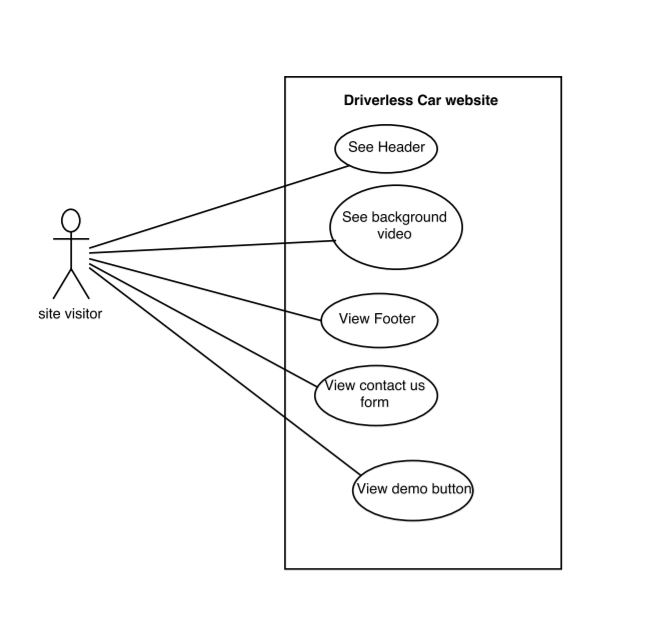 Driverless Car website
See Header
See background
video
site visitor
View Footer
View contact us
form
View demo button